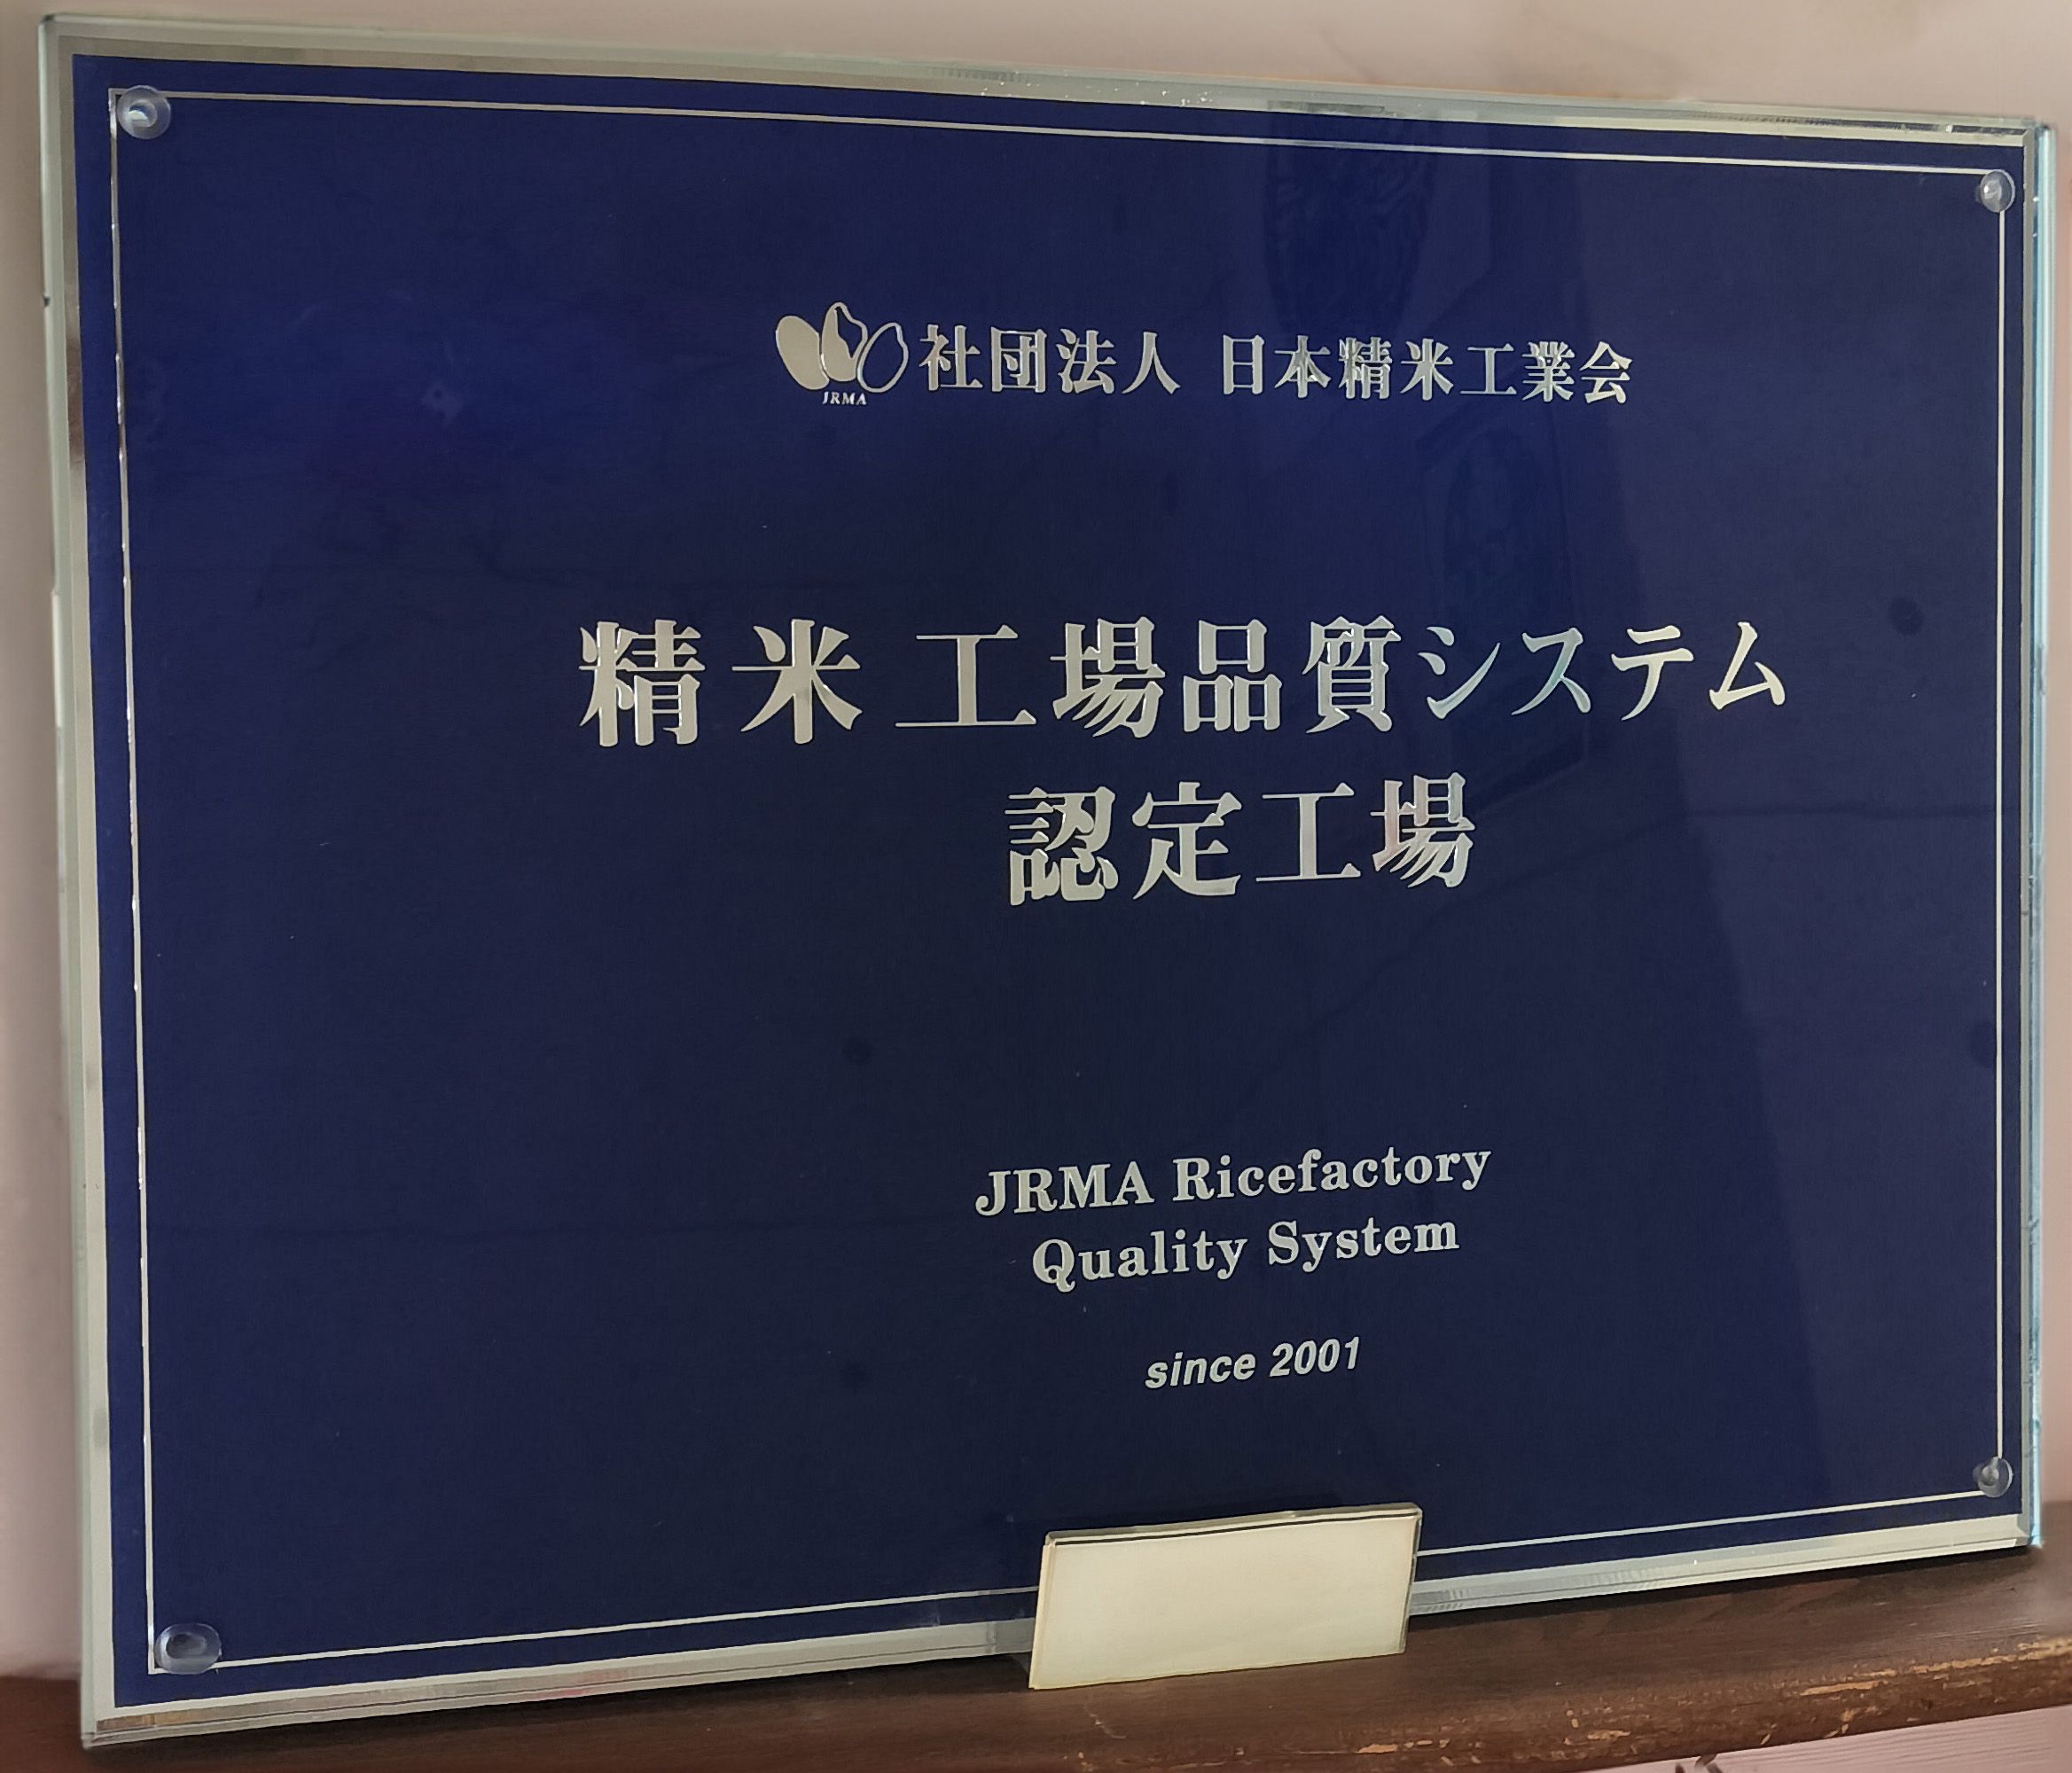 JRMA 社団法人 日本精米工業会
精米工場品質システム
認定工場
JRMA Ricefactory
Quality System
since 2001